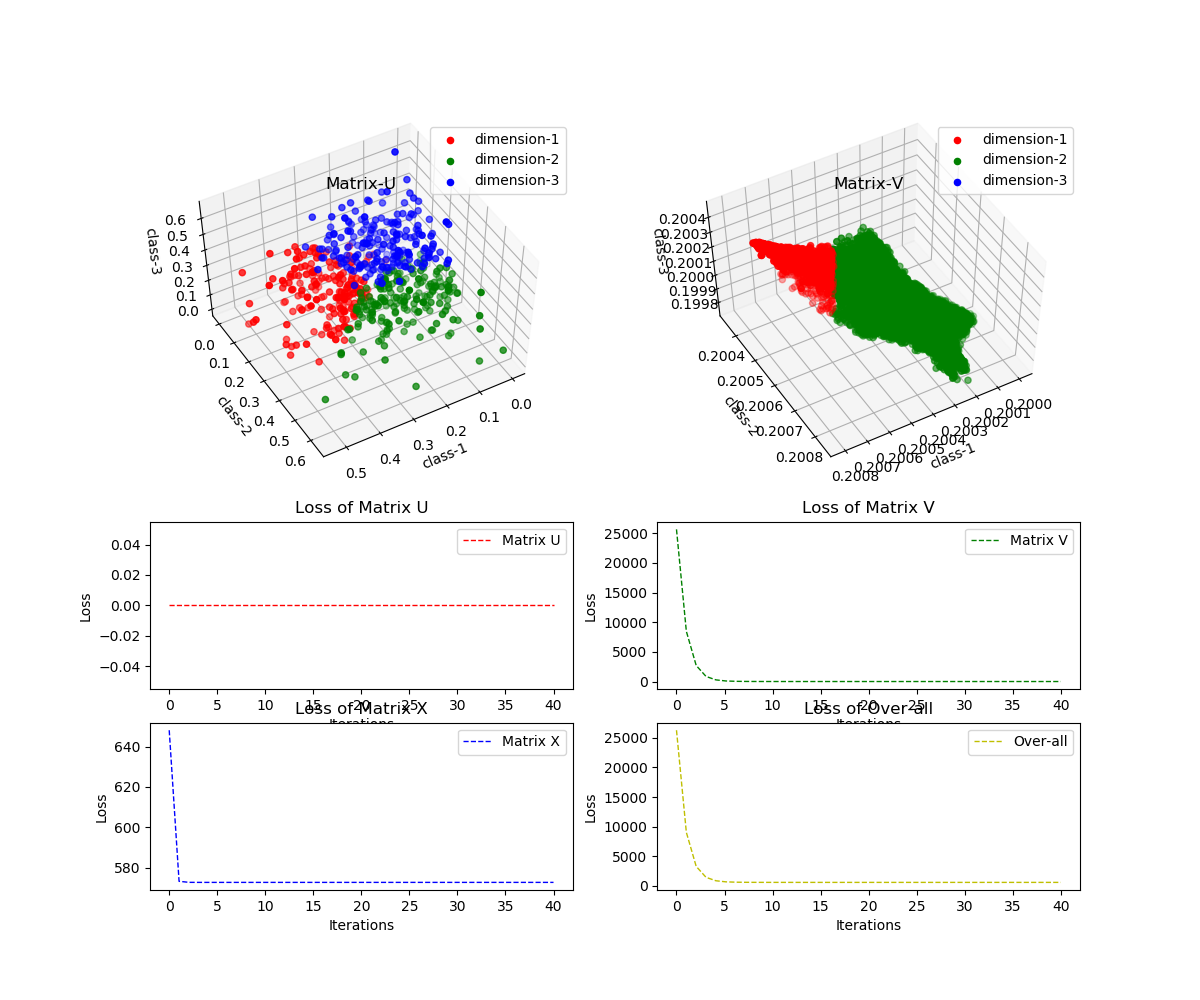 dimension-1
dimension-2
dimension-3
Matrix-U
class-3
0.6
0.5
0.4
0.3
0.2
0.1
0.0
0.0
0.1
0.2
0.3
0.4
0.5
0.6
class-2
0.5
0.4
0.3
0.2
0.1
0.0
class-1
dimension-1
dimension-2
dimension-3
Matrix-V
class-3
0.2004
0.2003
0.2002
0.2001
0.2000
0.1999
0.1998
0.2004
0.2005
0.2006
0.2007
0.2008
class-2
0.2008
0.2007
0.2006
0.2005
0.2004
0.2003
0.2002
0.2001
0.2000
class-1
Loss of Matrix U
Matrix U
Loss
0.04
0.02
0.00
−0.02
−0.04
0 5 10 15 20 25 30 35 40
Iterations
Loss of Matrix V
Matrix V
Loss
25000
20000
15000
10000
5000
0
0 5 10 15 20 25 30 35 40
Iterations
Loss of Matrix X
Matrix X
Loss
640
620
600
580
0 5 10 15 20 25 30 35 40
Iterations
Loss of Over-all
Over-all
Loss
25000
20000
15000
10000
5000
0
0 5 10 15 20 25 30 35 40
Iterations